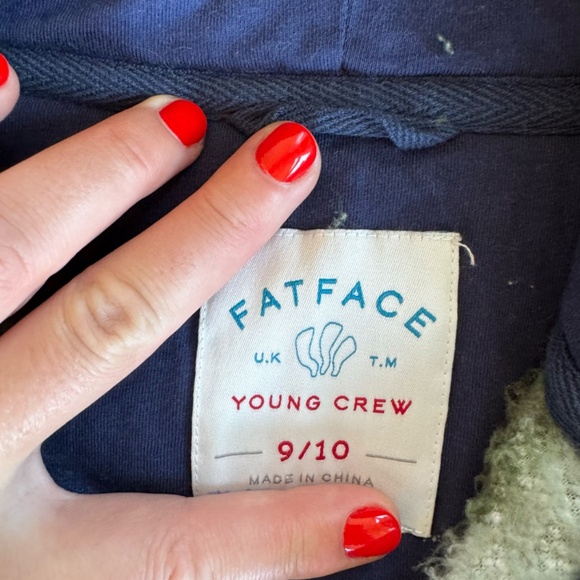 FATFACE
U.K T.M
YOUNG CREW
9/10
MADE IN CHINA